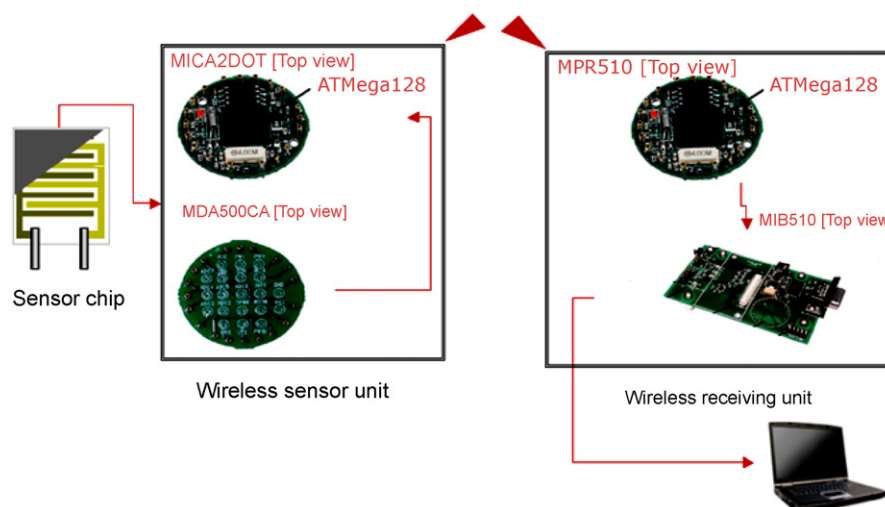 MICA2DOT [Top view]
ATMega128
MDA500CA [Top view]
Sensor chip
Wireless sensor unit
MPR510 [Top view]
ATMega128
MIB510 [Top view
Wireless receiving unit